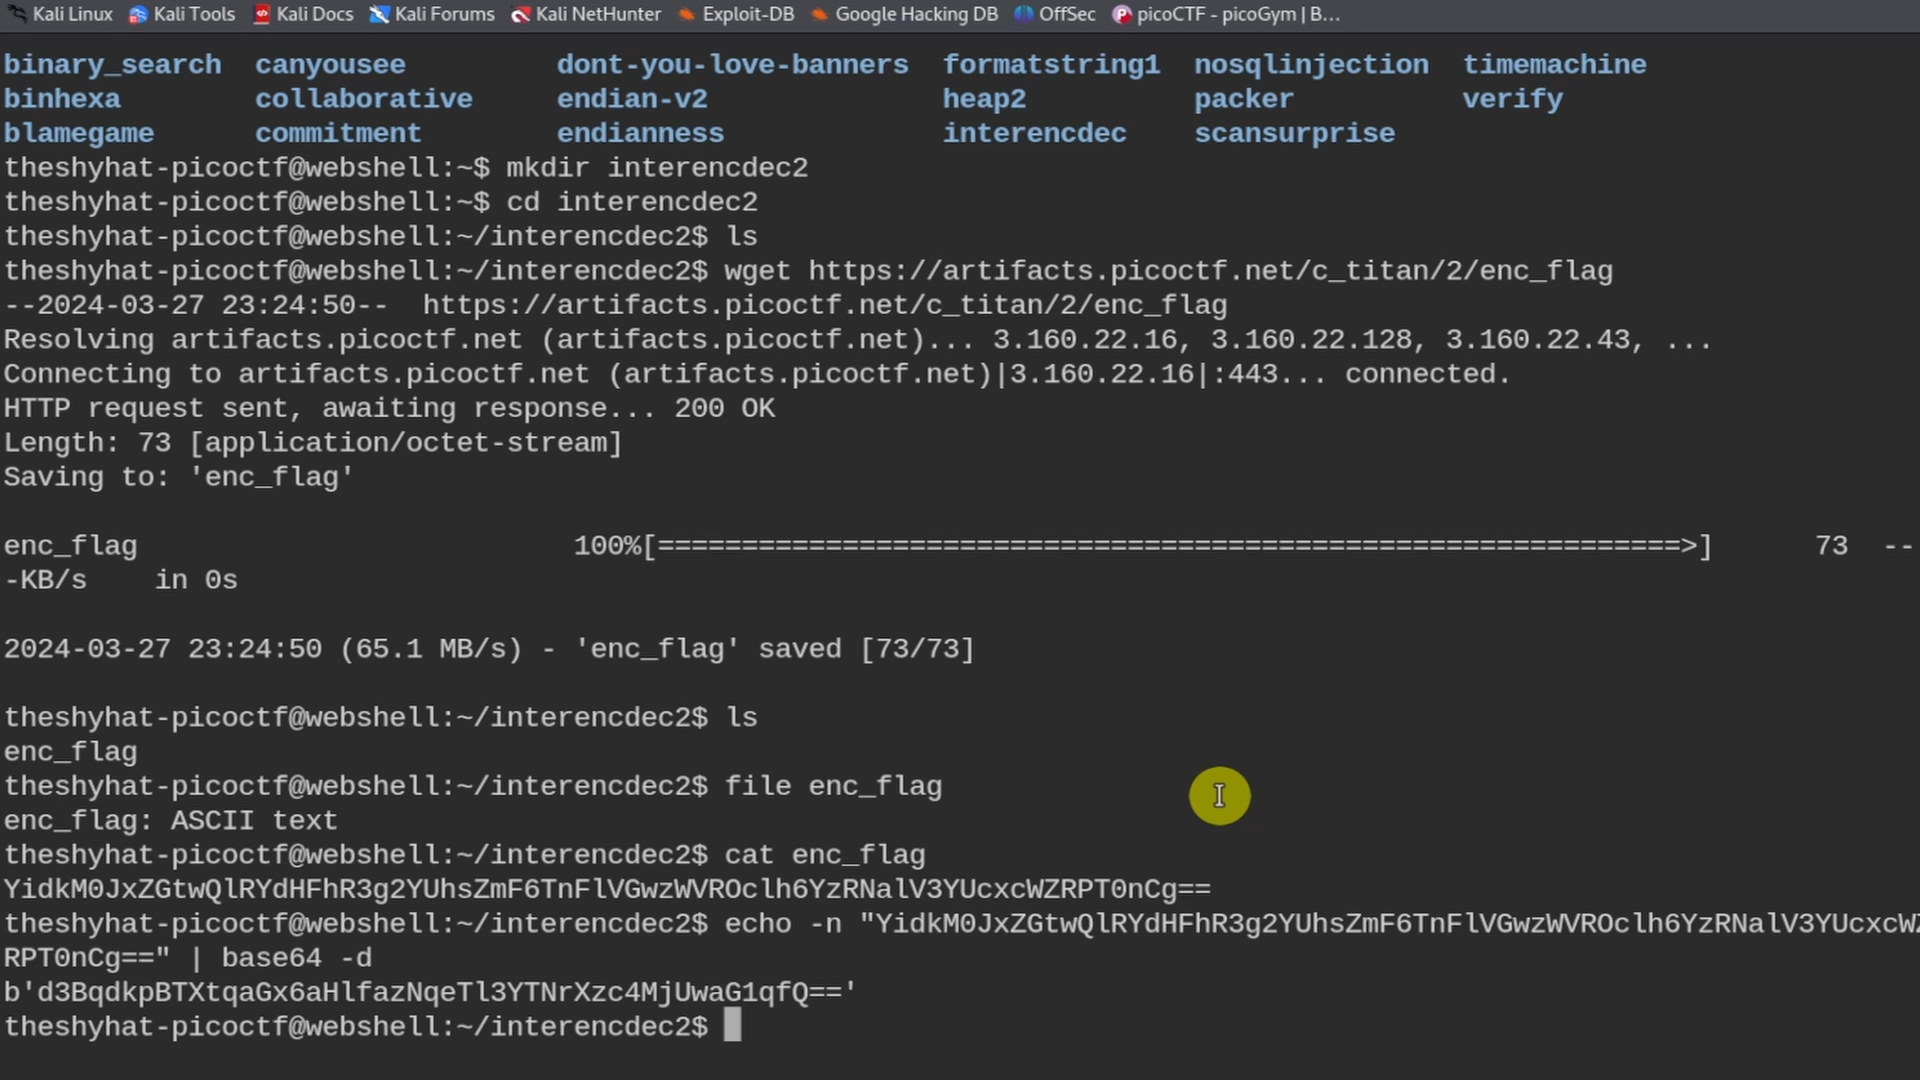 Kali Linux Kali Tools Kali Docs Kali Forums Kali NetHunter Exploit-DB Google Hacking DB OffSec picoCTF - picoGym | B…
binary_search canyousee dont-you-love-banners formatstring1 nosqlinjection timemachine
binhexa collaborative endian-v2 heap2 packer verify
blamegame commitment endianness interencdec scansurprise
theshyhat-picoctf@webshell:~$ mkdir interencdec2
theshyhat-picoctf@webshell:~$ cd interencdec2
theshyhat-picoctf@webshell:~/interencdec2$ ls
theshyhat-picoctf@webshell:~/interencdec2$ wget https://artifacts.picoctf.net/c_titan/2/enc_flag
--2024-03-27 23:24:50-- https://artifacts.picoctf.net/c_titan/2/enc_flag
Resolving artifacts.picoctf.net (artifacts.picoctf.net)... 3.160.22.16, 3.160.22.128, 3.160.22.43, ...
Connecting to artifacts.picoctf.net (artifacts.picoctf.net)|3.160.22.16|:443... connected.
HTTP request sent, awaiting response... 200 OK
Length: 73 [application/octet-stream]
Saving to: 'enc_flag'
enc_flag 100%[=============================================================>] 73 --
-KB/s in 0s
2024-03-27 23:24:50 (65.1 MB/s) - 'enc_flag' saved [73/73]
theshyhat-picoctf@webshell:~/interencdec2$ ls
enc_flag
theshyhat-picoctf@webshell:~/interencdec2$ file enc_flag
enc_flag: ASCII text
theshyhat-picoctf@webshell:~/interencdec2$ cat enc_flag
YidkM0JxZGtwQlRYdHFhR3g2YUhsZmF6TnFlVGwzWVROclh6YzRNalV3YUcxcWZRPT0nCg==
theshyhat-picoctf@webshell:~/interencdec2$ echo -n "YidkM0JxZGtwQlRYdHFhR3g2YUhsZmF6TnFlVGwzWVROclh6YzRNalV3YUcxcWZ
RPT0nCg==" | base64 -d
b'd3BqdkpBTXtqaGx6aHlfazNqeTl3YTNrXzc4MjUwaG1qfQ=='
theshyhat-picoctf@webshell:~/interencdec2$